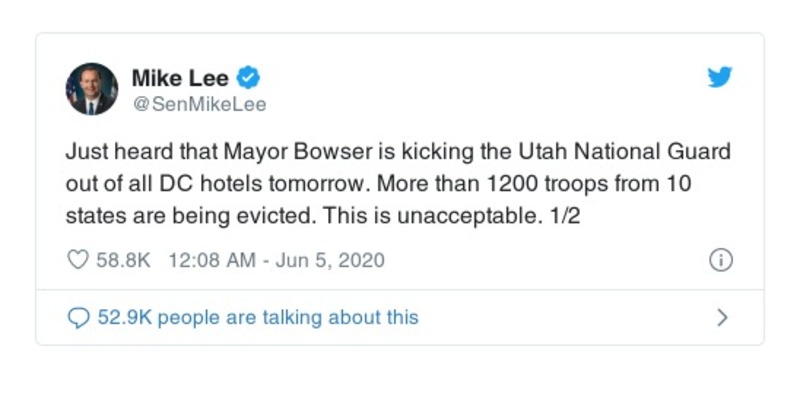 Mike Lee
@SenMikeLee
Just heard that Mayor Bowser is kicking the Utah National Guard
out of all DC hotels tomorrow. More than 1200 troops from 10
states are being evicted. This is unacceptable. 1/2
58.8K 12:08 AM - Jun 5, 2020
52.9K people are talking about this